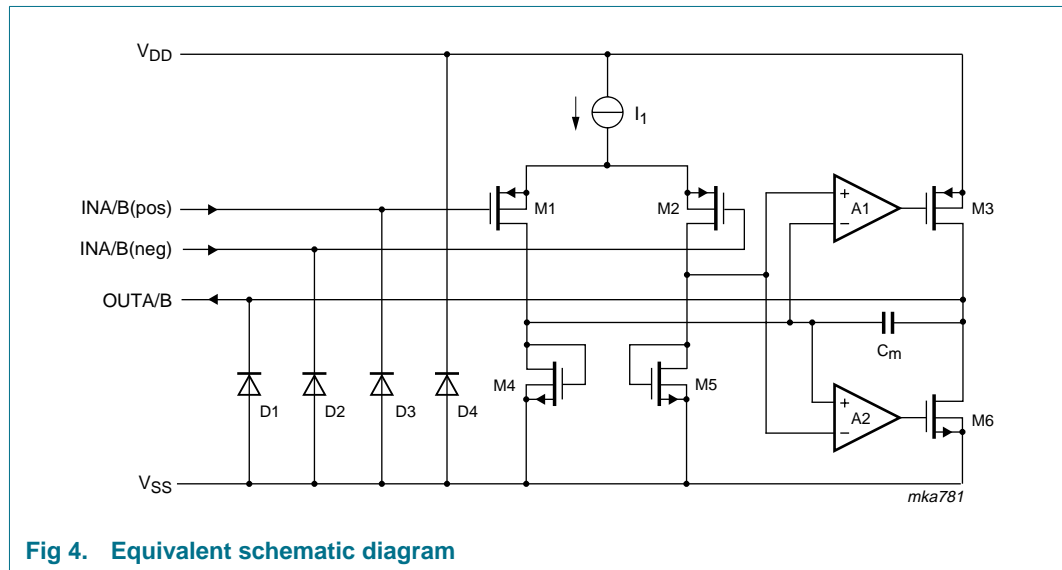 VDD
I1
INA/B(pos)
M1
M2
+
A1
−
M3
INA/B(neg)
OUTA/B
Cm
D1
D2
D3
D4
M4
M5
+
A2
−
M6
VSS
mka781
Fig 4. Equivalent schematic diagram